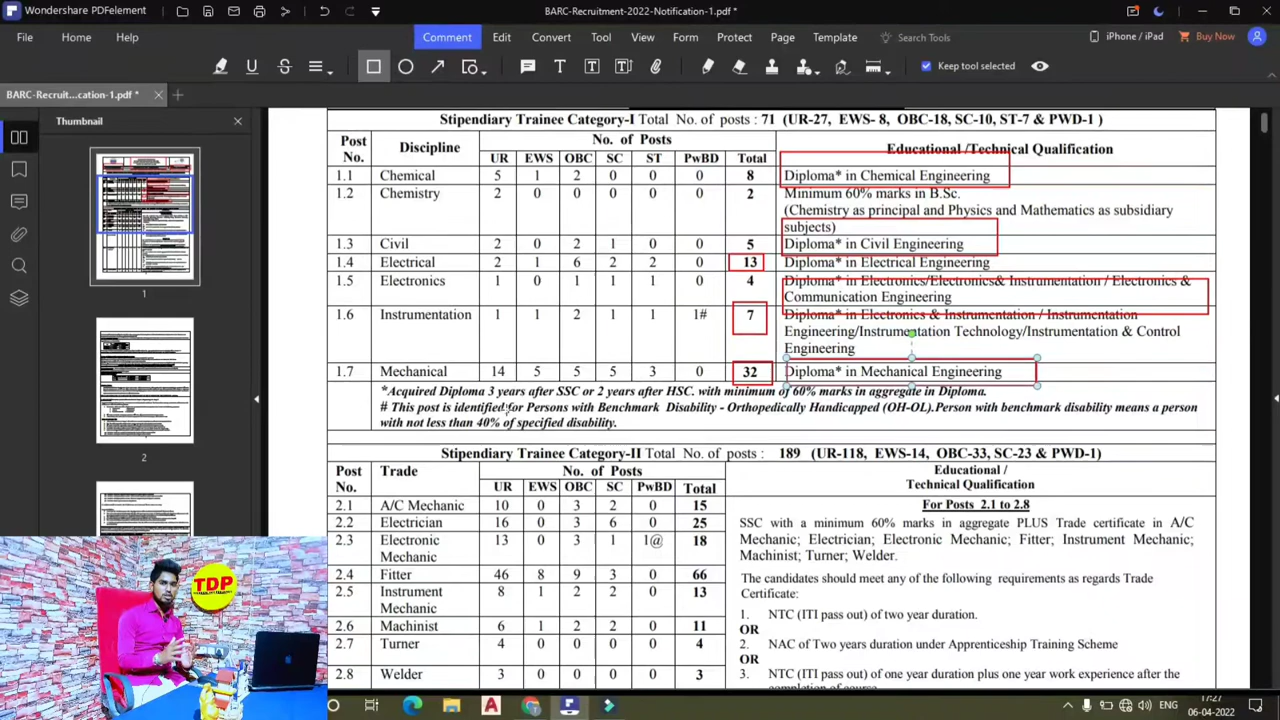 Wondershare PDFelement
BARC-Recruitment-2022-Notification-1.pdf *
File Home Help
Comment Edit Convert Tool View Form Protect Page Template Search Tools
iPhone / iPad Buy Now
Keep tool selected
BARC-Recruit...cation-1.pdf *
Thumbnail
1
2
Stipendiary Trainee Category-I Total No. of posts : 71 (UR-27, EWS- 8, OBC-18, SC-10, ST-7 & PWD-1 )
Post No. Discipline No. of Posts Educational /Technical Qualification
UR EWS OBC SC ST PwBD Total
1.1 Chemical 5 1 2 0 0 0 8 Diploma* in Chemical Engineering
1.2 Chemistry 2 0 0 0 0 0 2 Minimum 60% marks in B.Sc.
(Chemistry as principal and Physics and Mathematics as subsidiary
subjects)
1.3 Civil 2 0 2 1 0 0 5 Diploma* in Civil Engineering
1.4 Electrical 2 1 6 2 2 0 13 Diploma* in Electrical Engineering
1.5 Electronics 1 0 1 1 1 0 4 Diploma* in Electronics/Electronics& Instrumentation / Electronics &
Communication Engineering
1.6 Instrumentation 1 1 2 1 1 1# 7 Diploma* in Electronics & Instrumentation / Instrumentation
Engineering/Instrumentation Technology/Instrumentation & Control
Engineering
1.7 Mechanical 14 5 5 5 3 0 32 Diploma* in Mechanical Engineering
*Acquired Diploma 3 years after SSC or 2 years after HSC. with minimum of 60% marks in aggregate in Diploma.
# This post is identified for Persons with Benchmark Disability - Orthopedically Handicapped (OH-OL).Person with benchmark disability means a person
with not less than 40% of specified disability.
Stipendiary Trainee Category-II Total No. of posts : 189 (UR-118, EWS-14, OBC-33, SC-23 & PWD-1)
Post No. Trade No. of Posts Educational /
Technical Qualification
UR EWS OBC SC PwBD Total
For Posts 2.1 to 2.8
2.1 A/C Mechanic 10 0 3 2 0 15
2.2 Electrician 16 0 3 6 0 25
2.3 Electronic Mechanic 13 0 3 1 1@ 18
2.4 Fitter 46 8 9 3 0 66
2.5 Instrument Mechanic 8 1 2 2 0 13
2.6 Machinist 6 1 2 2 0 11
2.7 Turner 4 0 0 0 0 4
2.8 Welder 3 0 0 0 0 3
SSC with a minimum 60% marks in aggregate PLUS Trade certificate in A/C
Mechanic; Electrician; Electronic Mechanic; Fitter; Instrument Mechanic;
Machinist; Turner; Welder.
The candidates should meet any of the following requirements as regards Trade
Certificate:
1. NTC (ITI pass out) of two year duration.
OR
2. NAC of Two years duration under Apprenticeship Training Scheme
OR
3. NTC (ITI pass out) of one year duration plus one year work experience after the
completion of course
TDP
ENG
17:27
06-04-2022